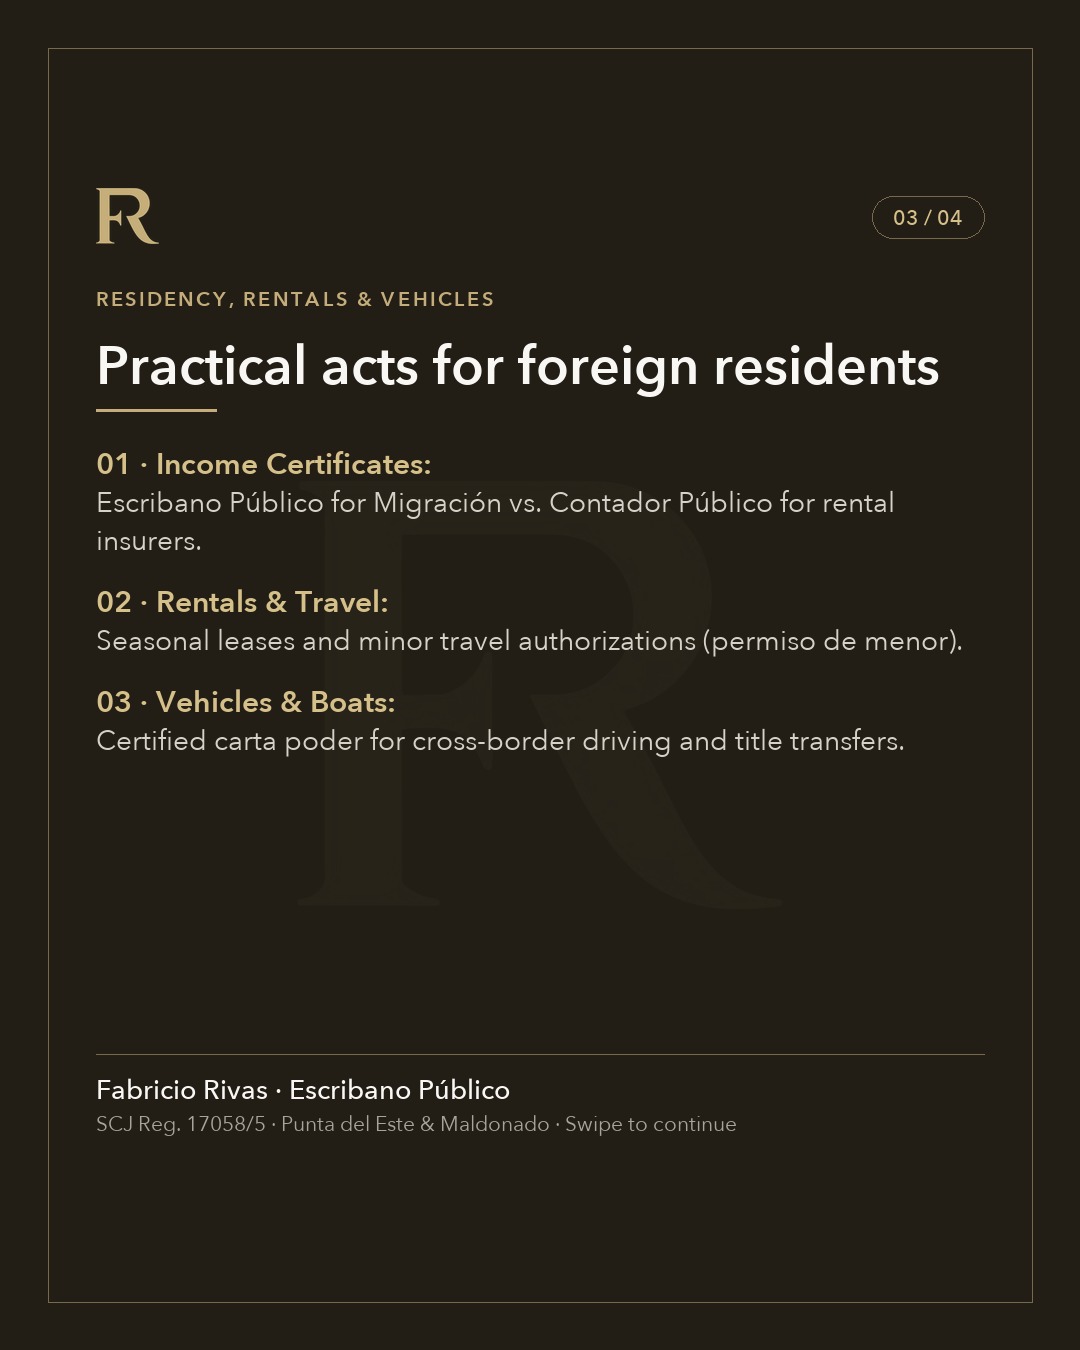 FR
03 / 04
RESIDENCY, RENTALS & VEHICLES
Practical acts for foreign residents
01 · Income Certificates:
Escribano Público for Migración vs. Contador Público for rental
insurers.
02 · Rentals & Travel:
Seasonal leases and minor travel authorizations (permiso de menor).
03 · Vehicles & Boats:
Certified carta poder for cross-border driving and title transfers.
Fabricio Rivas · Escribano Público
SCJ Reg. 17058/5 · Punta del Este & Maldonado · Swipe to continue